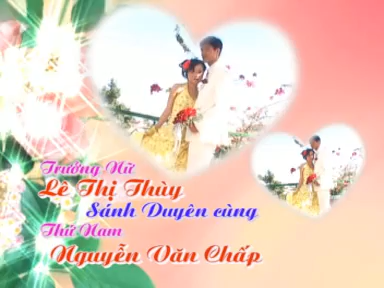 Trưởng Nữ
Lê Thị Thùy
Sánh Duyên cùng
Thứ Nam
Nguyễn Văn Chấp